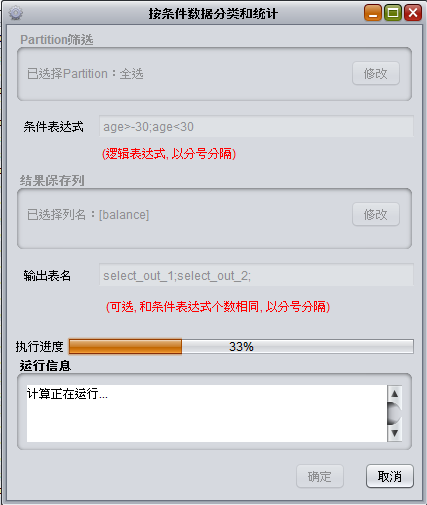 按条件数据分类和统计
Partition筛选
已选择Partition：全选
修改
条件表达式
age>-30;age<30
(逻辑表达式, 以分号分隔)
结果保存列
已选择列名：[balance]
修改
输出表名
select_out_1;select_out_2;
(可选, 和条件表达式个数相同, 以分号分隔)
执行进度
33%
运行信息
计算正在运行...
确定
取消